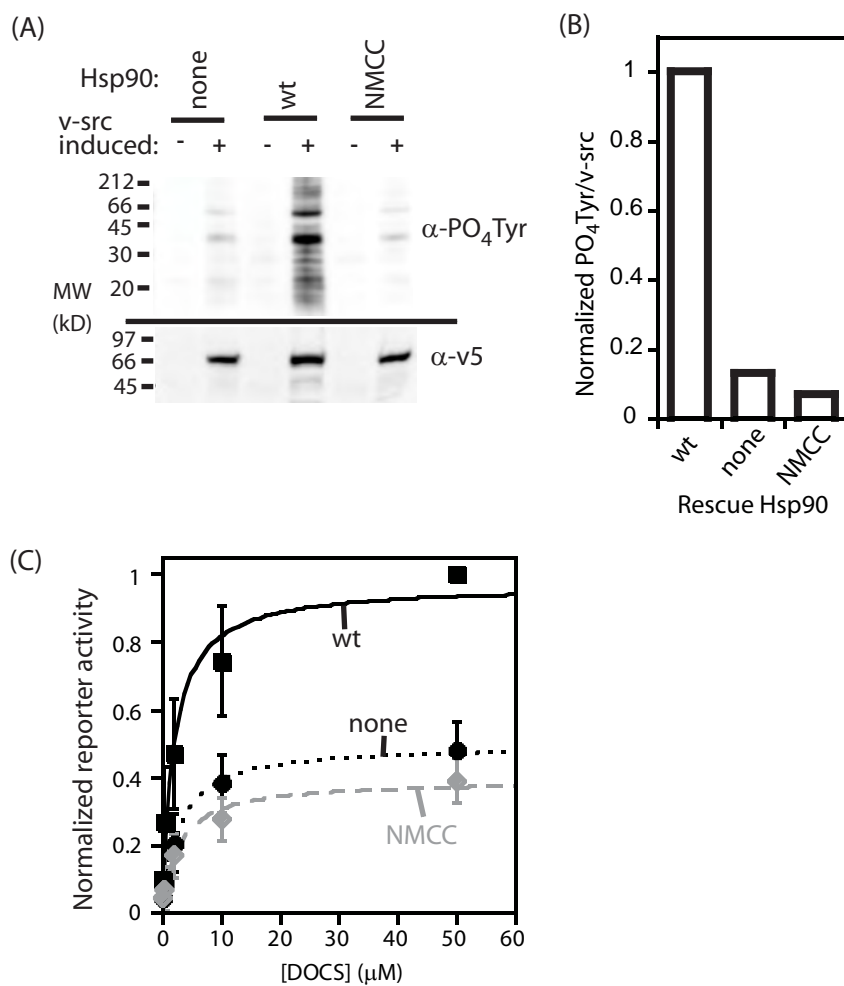 (A)
Hsp90: none wt NMCC
v-src
induced: - + - + - +
212
66
45
30
20
α-PO4Tyr
MW
(kD)
97
66
45
α-v5
(B)
Normalized PO4Tyr/v-src
1
0.8
0.6
0.4
0.2
0
wt none NMCC
Rescue Hsp90
(C)
Normalized reporter activity
1
0.8
0.6
0.4
0.2
0
wt
none
NMCC
0 10 20 30 40 50 60
[DOCS] (μM)